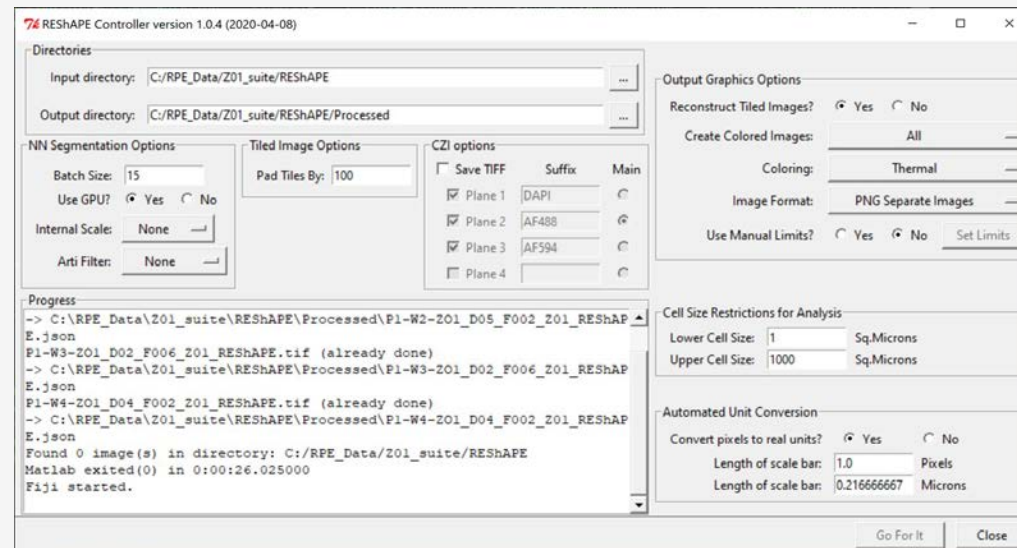 REShAPE Controller version 1.0.4 (2020-04-08)
Directories
Input directory: C:/RPE_Data/Z01_suite/REShAPE ...
Output directory: C:/RPE_Data/Z01_suite/REShAPE/Processed ...
NN Segmentation Options
Batch Size: 15
Use GPU? Yes No
Internal Scale: None
Arti Filter: None
Tiled Image Options
Pad Tiles By: 100
CZI options
Save TIFF Suffix Main
Plane 1 DAPI
Plane 2 AF488
Plane 3 AF594
Plane 4
Output Graphics Options
Reconstruct Tiled Images? Yes No
Create Colored Images: All
Coloring: Thermal
Image Format: PNG Separate Images
Use Manual Limits? Yes No Set Limits
Progress
-> C:\RPE_Data\Z01_suite\REShAPE\Processed\P1-W2-ZO1_D05_F002_Z01_REShAP
E.json
P1-W3-ZO1_D02_F006_Z01_REShAPE.tif (already done)
-> C:\RPE_Data\Z01_suite\REShAPE\Processed\P1-W3-ZO1_D02_F006_Z01_REShAP
E.json
P1-W4-ZO1_D04_F002_Z01_REShAPE.tif (already done)
-> C:\RPE_Data\Z01_suite\REShAPE\Processed\P1-W4-ZO1_D04_F002_Z01_REShAP
E.json
Found 0 image(s) in directory: C:/RPE_Data/Z01_suite/REShAPE
Matlab exited(0) in 0:00:26.025000
Fiji started.
Cell Size Restrictions for Analysis
Lower Cell Size: 1 Sq.Microns
Upper Cell Size: 1000 Sq.Microns
Automated Unit Conversion
Convert pixels to real units? Yes No
Length of scale bar: 1.0 Pixels
Length of scale bar: 0.216666667 Microns
Go For It Close